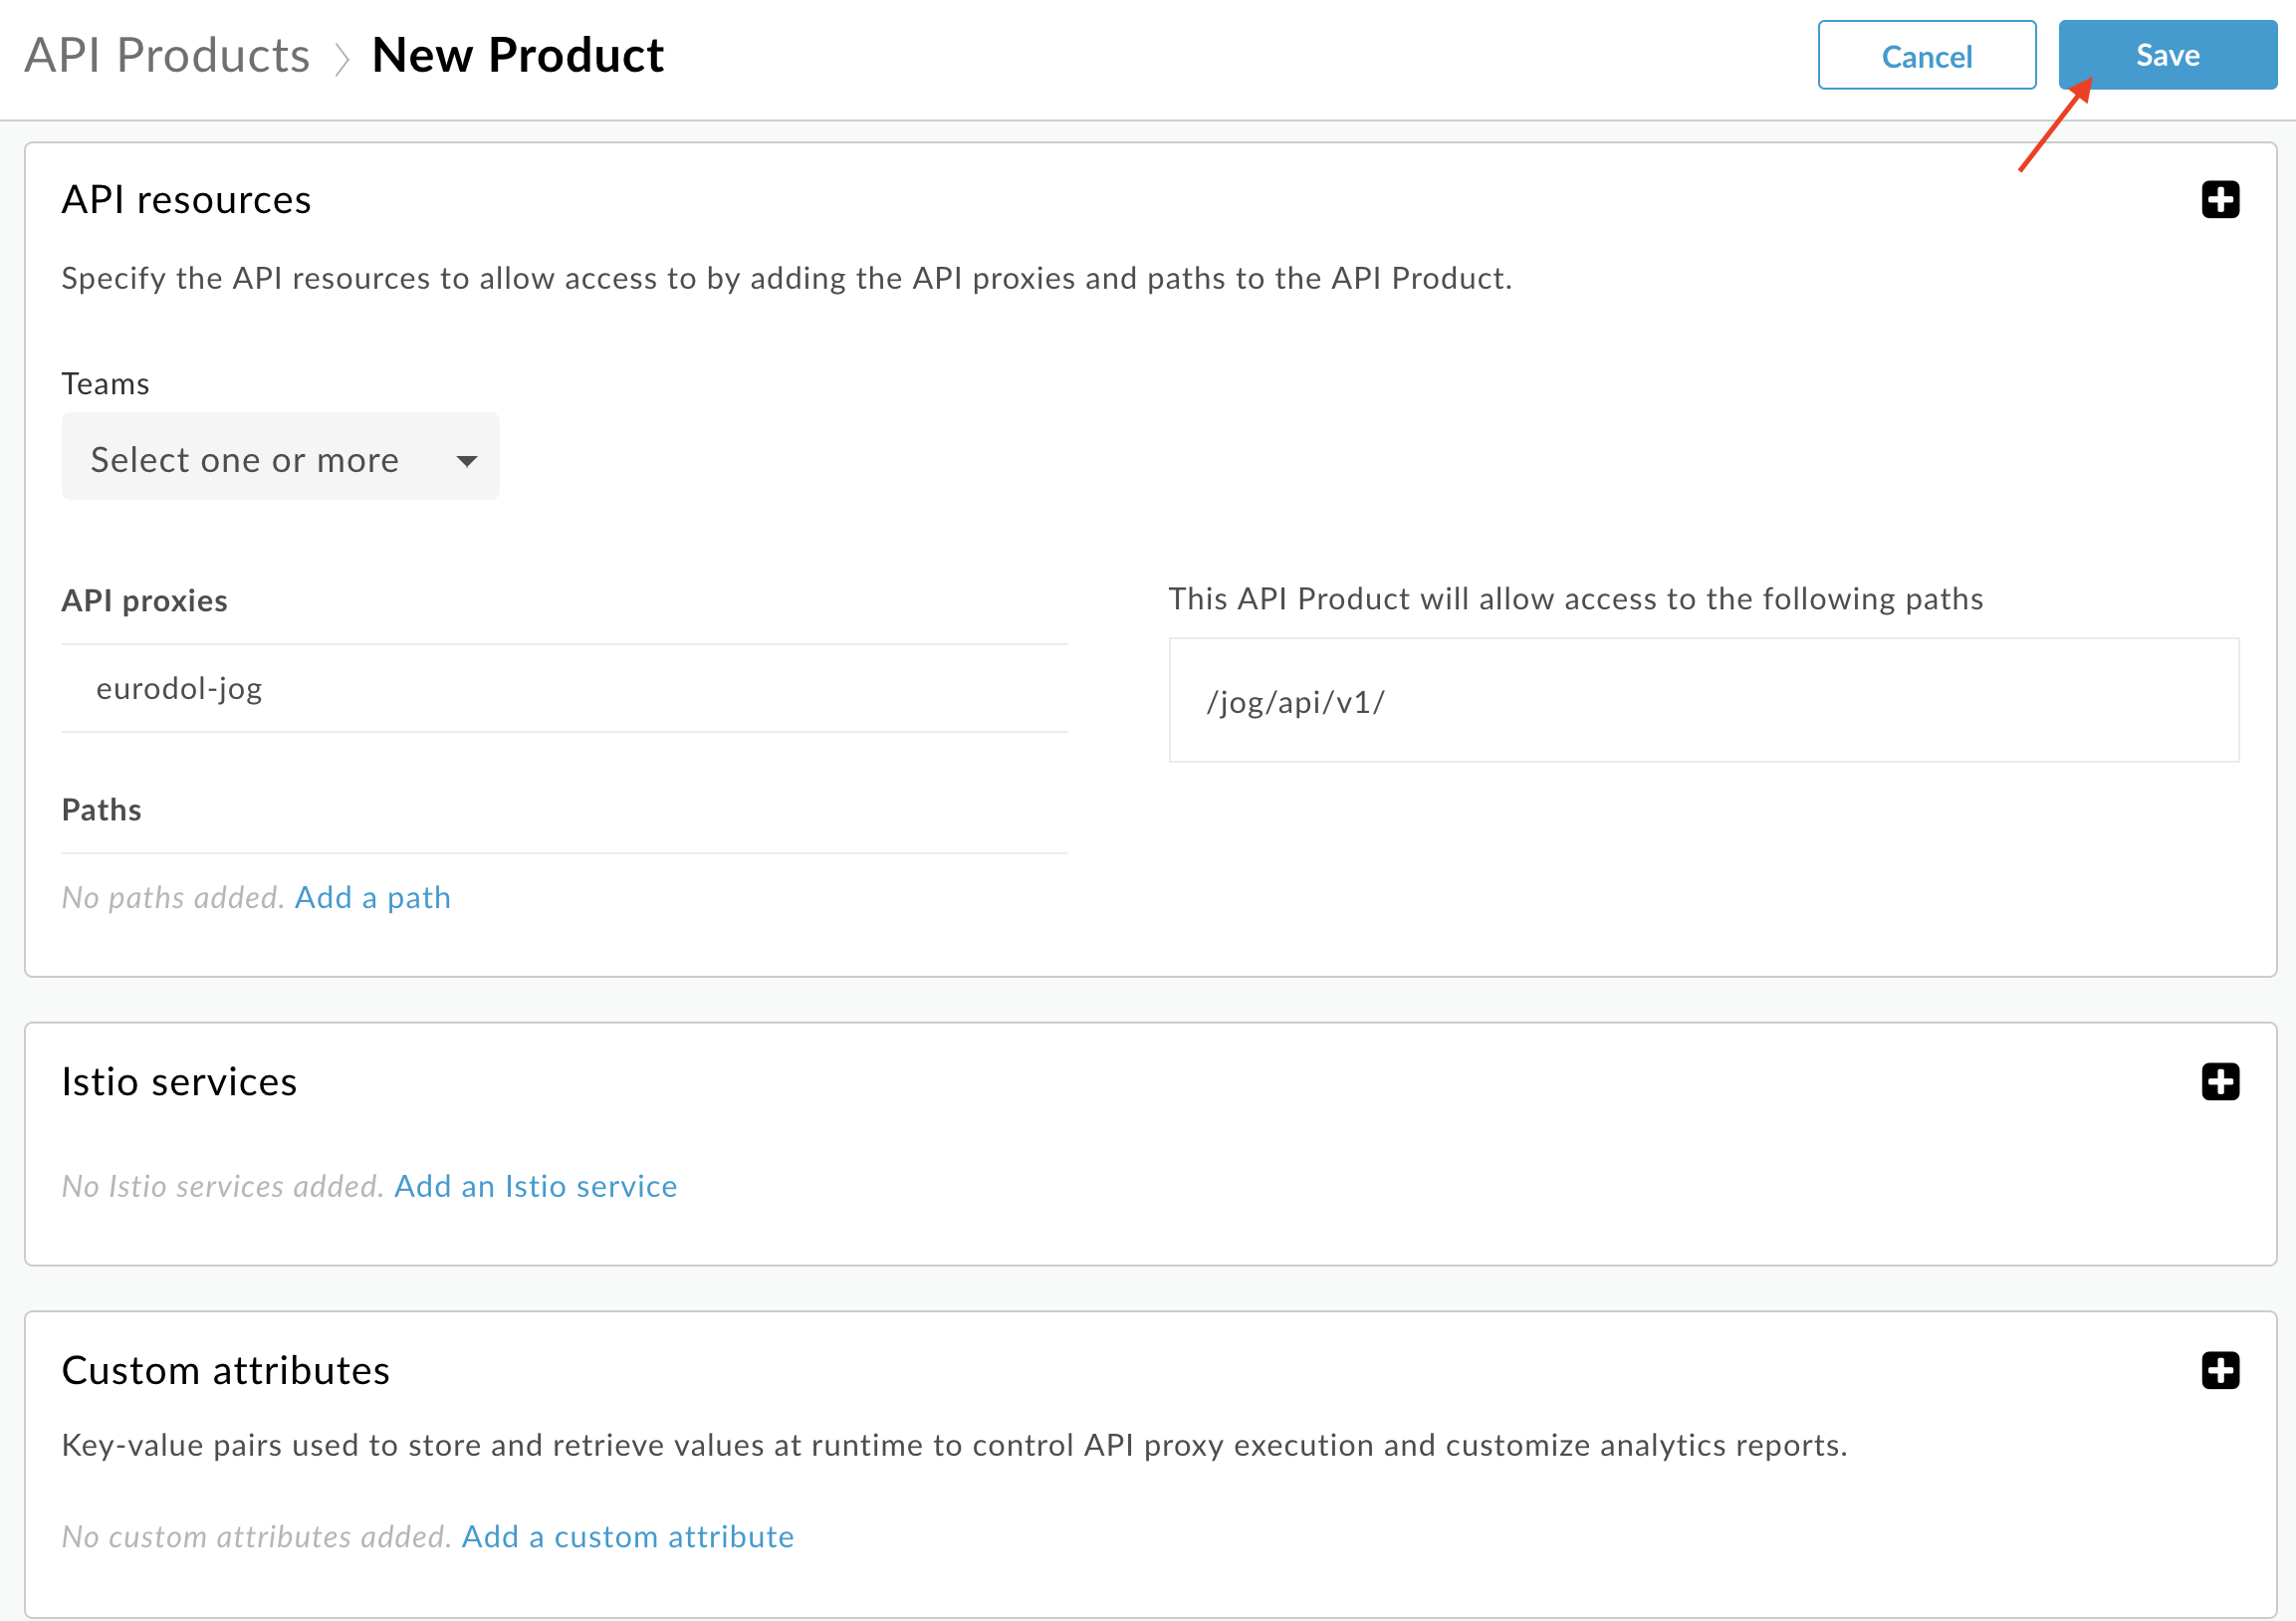 API Products > New Product
Cancel
Save
API resources
Specify the API resources to allow access to by adding the API proxies and paths to the API Product.
Teams
Select one or more
API proxies
eurodol-jog
This API Product will allow access to the following paths
/jog/api/v1/
Paths
No paths added. Add a path
Istio services
No Istio services added. Add an Istio service
Custom attributes
Key-value pairs used to store and retrieve values at runtime to control API proxy execution and customize analytics reports.
No custom attributes added. Add a custom attribute